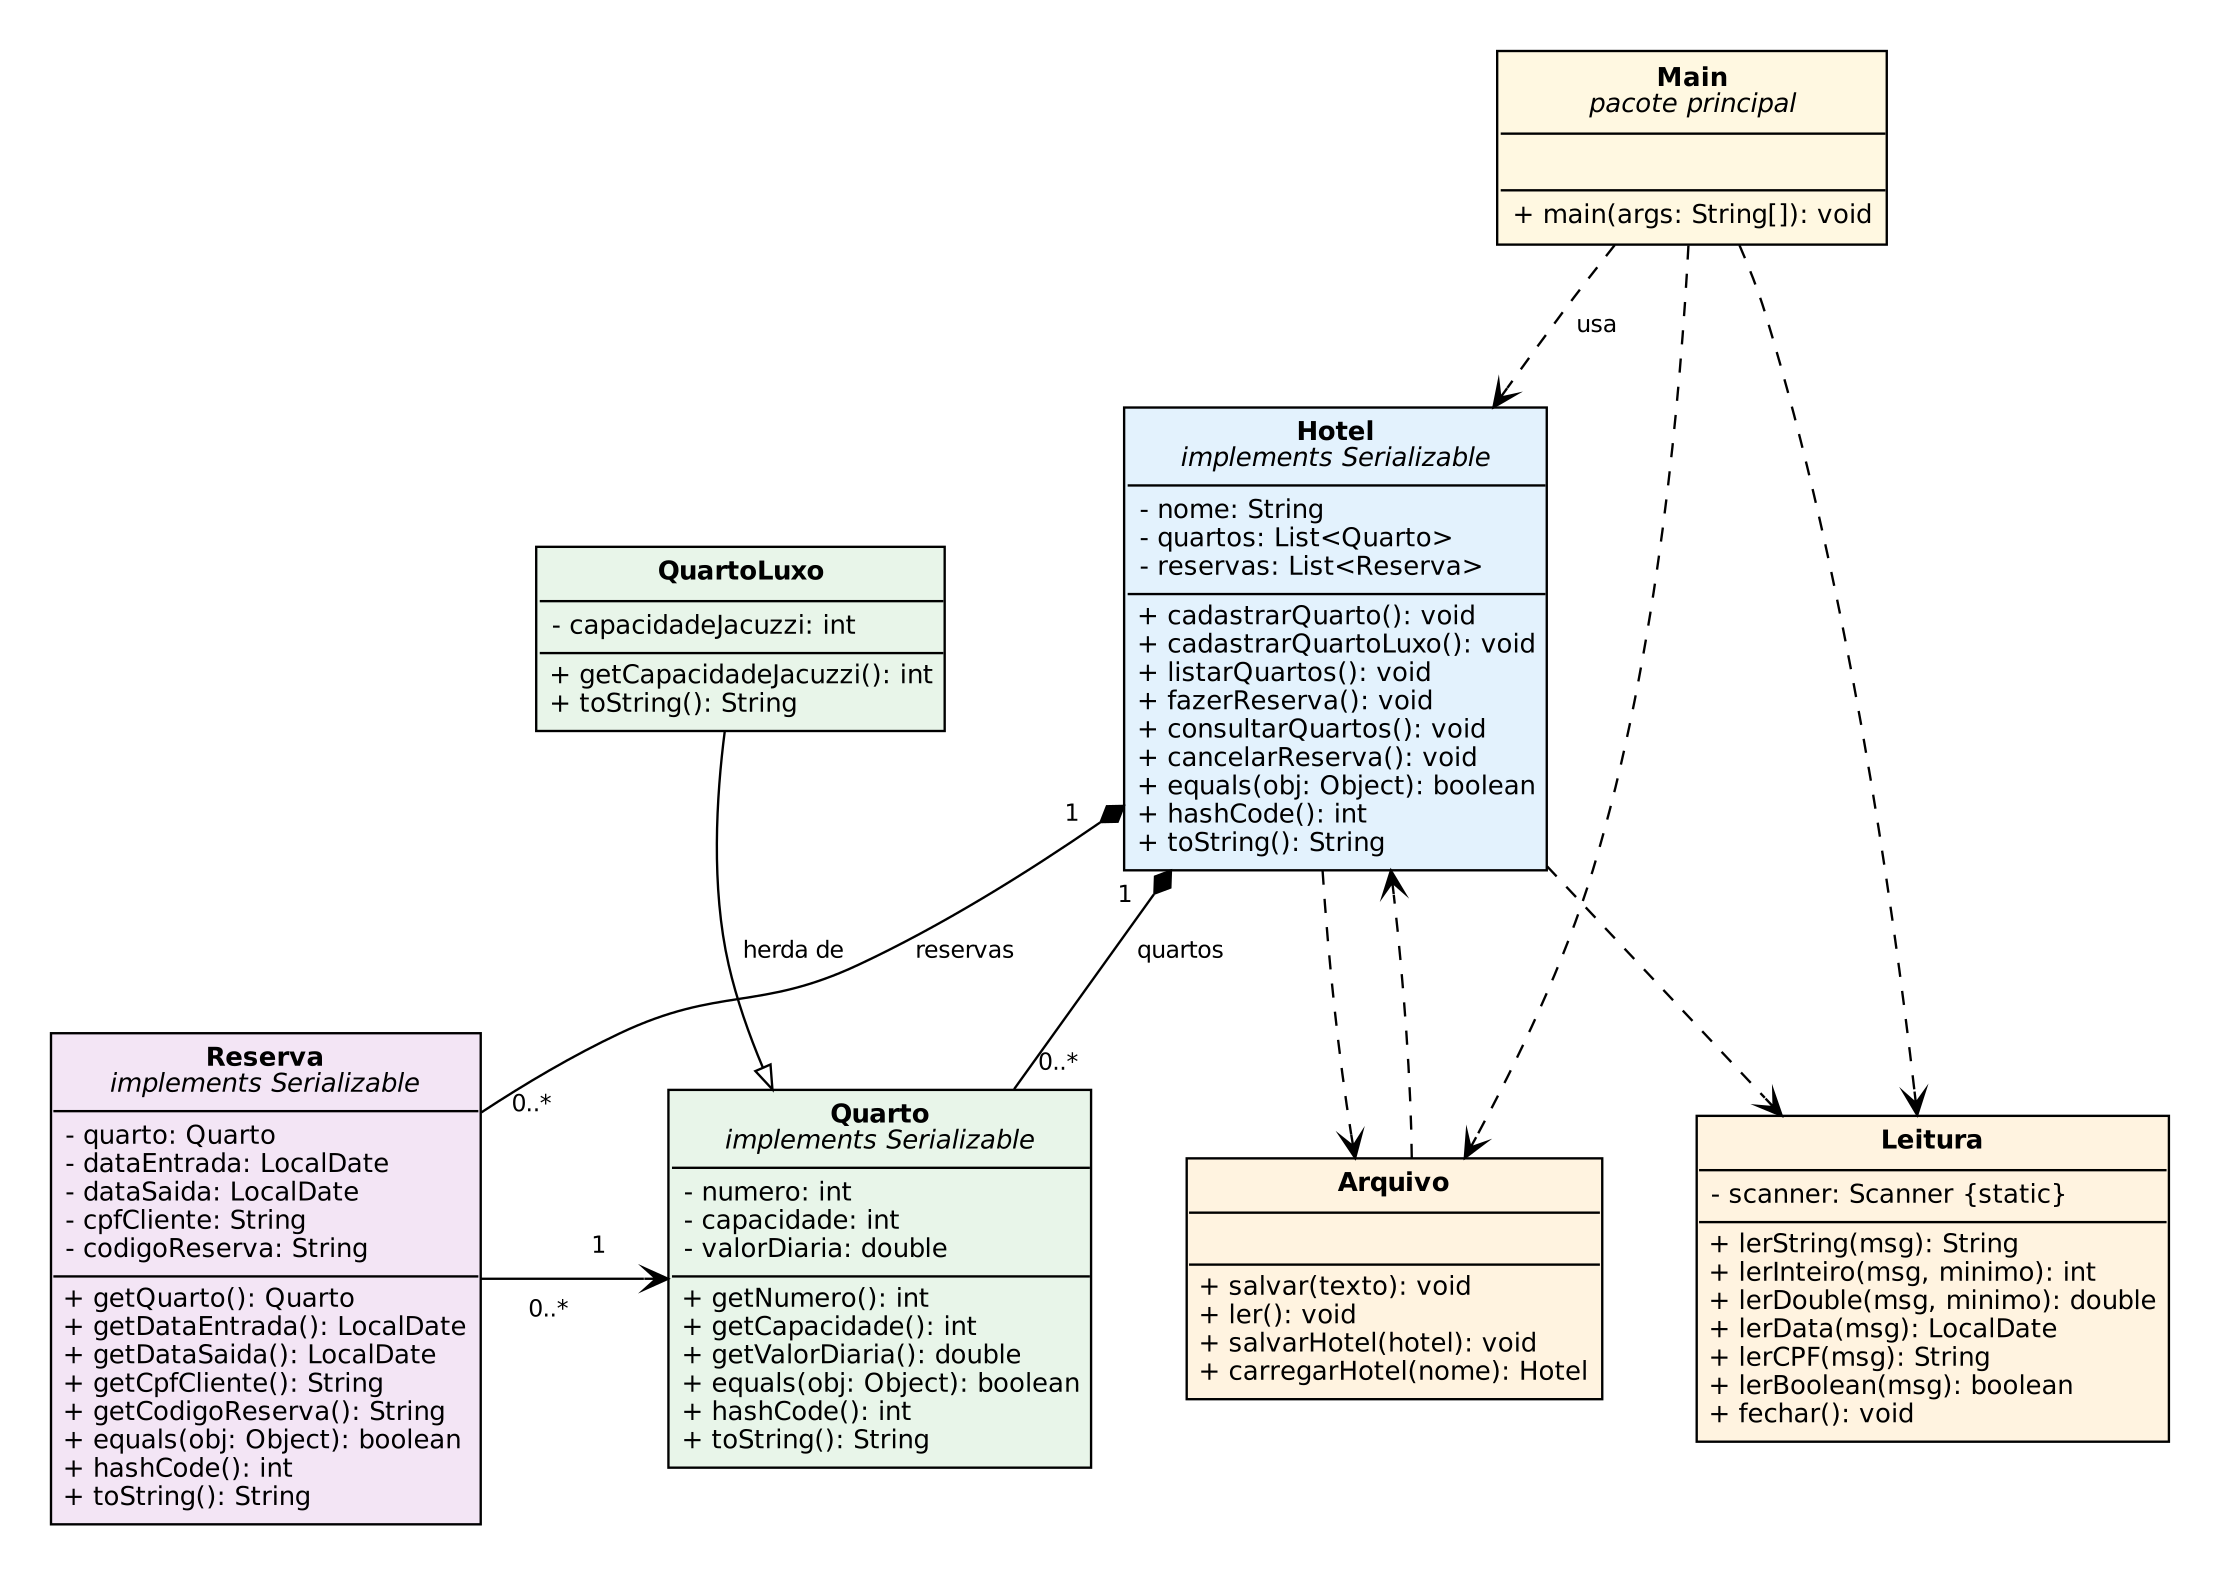 Main
pacote principal
+ main(args: String[]): void
usa
Hotel
implements Serializable
- nome: String
- quartos: List<Quarto>
- reservas: List<Reserva>
+ cadastrarQuarto(): void
+ cadastrarQuartoLuxo(): void
+ listarQuartos(): void
+ fazerReserva(): void
+ consultarQuartos(): void
+ cancelarReserva(): void
+ equals(obj: Object): boolean
+ hashCode(): int
+ toString(): String
QuartoLuxo
- capacidadeJacuzzi: int
+ getCapacidadeJacuzzi(): int
+ toString(): String
1
1
herda de
reservas
quartos
0..*
0..*
Reserva
implements Serializable
- quarto: Quarto
- dataEntrada: LocalDate
- dataSaida: LocalDate
- cpfCliente: String
- codigoReserva: String
+ getQuarto(): Quarto
+ getDataEntrada(): LocalDate
+ getDataSaida(): LocalDate
+ getCpfCliente(): String
+ getCodigoReserva(): String
+ equals(obj: Object): boolean
+ hashCode(): int
+ toString(): String
1
0..*
Quarto
implements Serializable
- numero: int
- capacidade: int
- valorDiaria: double
+ getNumero(): int
+ getCapacidade(): int
+ getValorDiaria(): double
+ equals(obj: Object): boolean
+ hashCode(): int
+ toString(): String
Arquivo
+ salvar(texto): void
+ ler(): void
+ salvarHotel(hotel): void
+ carregarHotel(nome): Hotel
Leitura
- scanner: Scanner {static}
+ lerString(msg): String
+ lerInteiro(msg, minimo): int
+ lerDouble(msg, minimo): double
+ lerData(msg): LocalDate
+ lerCPF(msg): String
+ lerBoolean(msg): boolean
+ fechar(): void